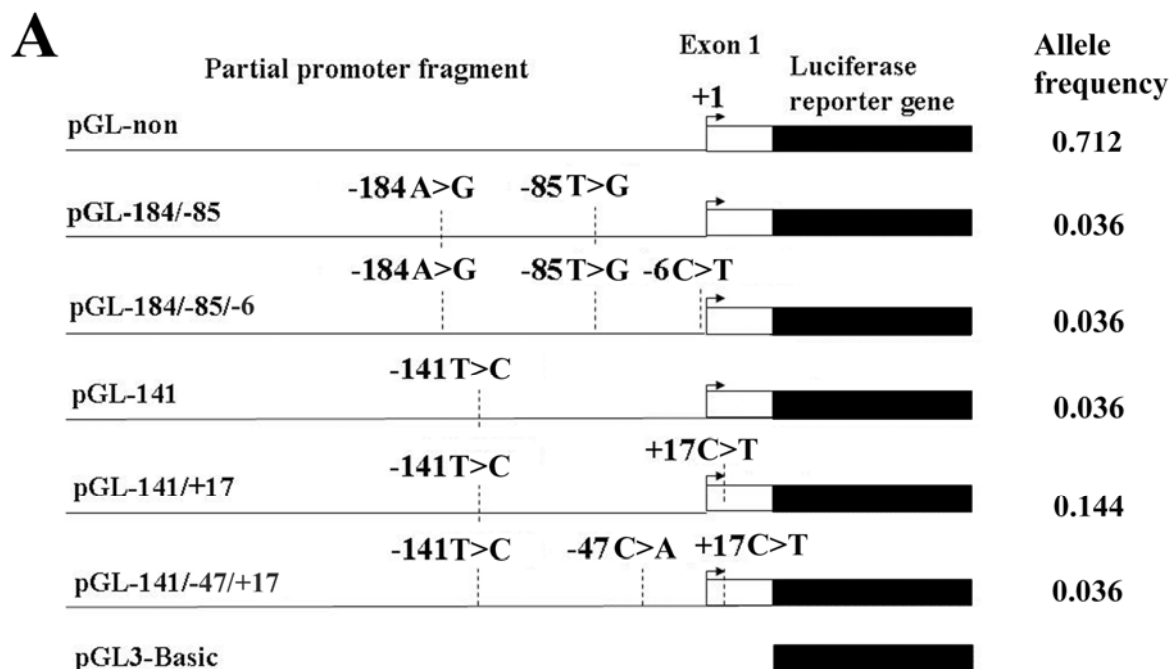 A
Partial promoter fragment
Exon 1
Luciferase
reporter gene
Allele
frequency
+1
pGL-non
0.712
-184 A>G
-85 T>G
pGL-184/-85
0.036
-184 A>G
-85 T>G
-6 C>T
pGL-184/-85/-6
0.036
-141 T>C
pGL-141
0.036
-141 T>C
+17 C>T
pGL-141/+17
0.144
-141 T>C
-47 C>A
+17 C>T
pGL-141/-47/+17
0.036
pGL3-Basic